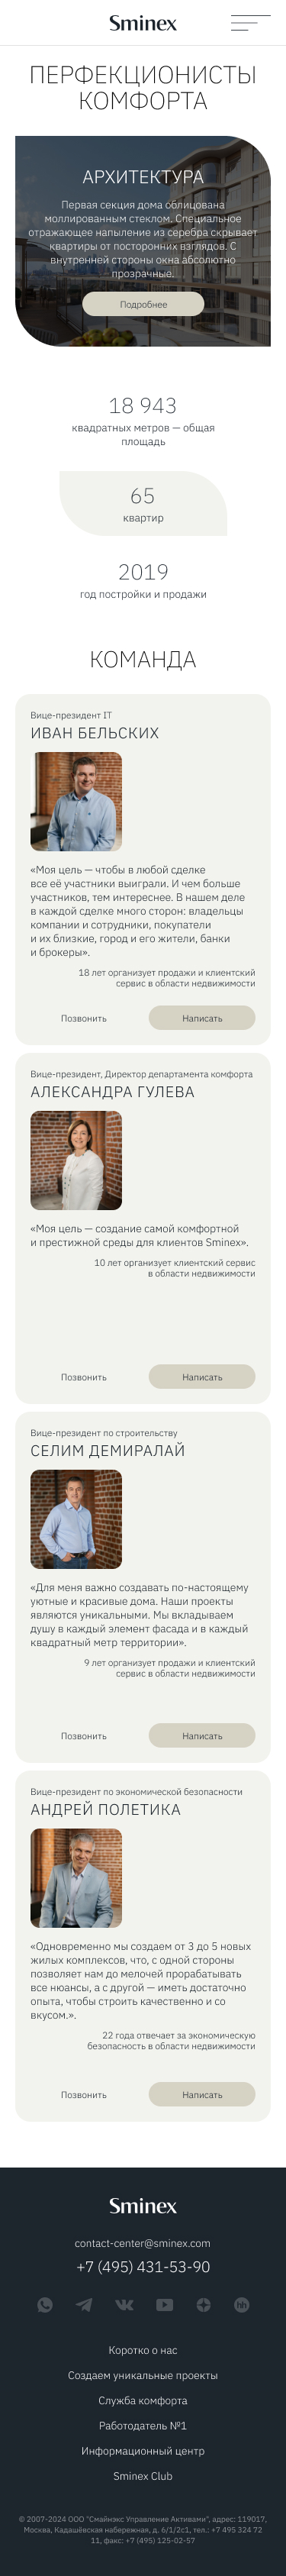 Sminex
ПЕРФЕКЦИОНИСТЫ
КОМФОРТА
АРХИТЕКТУРА
Первая секция дома облицована
моллированным стеклом. Специальное
отражающее напыление из серебра скрывает
квартиры от посторонних взглядов. С
внутренней стороны окна абсолютно
прозрачные.
Подробнее
18 943
квадратных метров — общая
площадь
65
квартир
2019
год постройки и продажи
КОМАНДА
Вице-президент IT
ИВАН БЕЛЬСКИХ
«Моя цель — чтобы в любой сделке
все её участники выиграли. И чем больше
участников, тем интереснее. В нашем деле
в каждой сделке много сторон: владельцы
компании и сотрудники, покупатели
и их близкие, город и его жители, банки
и брокеры».
18 лет организует продажи и клиентский
сервис в области недвижимости
Позвонить
Написать
Вице-президент, Директор департамента комфорта
АЛЕКСАНДРА ГУЛЕВА
«Моя цель — создание самой комфортной
и престижной среды для клиентов Sminex».
10 лет организует клиентский сервис
в области недвижимости
Позвонить
Написать
Вице-президент по строительству
СЕЛИМ ДЕМИРАЛАЙ
«Для меня важно создавать по-настоящему
уютные и красивые дома. Наши проекты
являются уникальными. Мы вкладываем
душу в каждый элемент фасада и в каждый
квадратный метр территории».
9 лет организует продажи и клиентский
сервис в области недвижимости
Позвонить
Написать
Вице-президент по экономической безопасности
АНДРЕЙ ПОЛЕТИКА
«Одновременно мы создаем от 3 до 5 новых
жилых комплексов, что, с одной стороны
позволяет нам до мелочей прорабатывать
все нюансы, а с другой — иметь достаточно
опыта, чтобы строить качественно и со
вкусом.».
22 года отвечает за экономическую
безопасность в области недвижимости
Позвонить
Написать
Sminex
contact-center@sminex.com
+7 (495) 431-53-90
hh
Коротко о нас
Создаем уникальные проекты
Служба комфорта
Работодатель №1
Информационный центр
Sminex Club
© 2007-2024 ООО "Смайнэкс Управление Активами", адрес: 119017,
Москва, Кадашёвская набережная, д. 6/1/2с1, тел.: +7 495 324 72
11, факс: +7 (495) 125-02-57